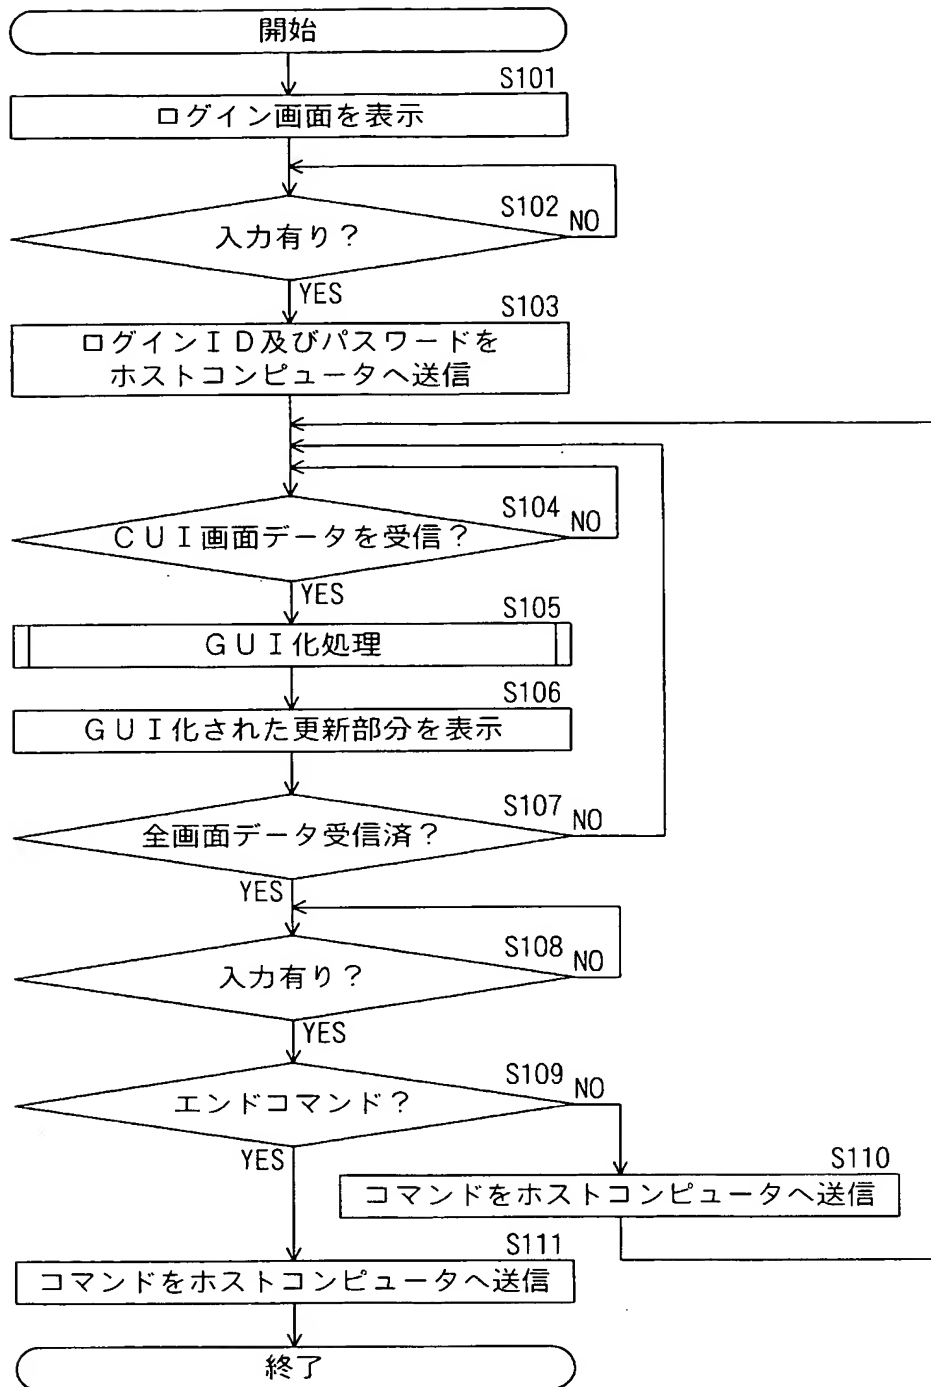 開始
S101
ログイン画面を表示
S102
NO
入力有り？
YES
S103
ログインＩＤ及びパスワードを
ホストコンピュータへ送信
S104
NO
ＣＵＩ画面データを受信？
YES
S105
ＧＵＩ化処理
S106
ＧＵＩ化された更新部分を表示
S107
NO
全画面データ受信済？
YES
S108
NO
入力有り？
YES
S109
NO
エンドコマンド？
YES
S110
コマンドをホストコンピュータへ送信
S111
コマンドをホストコンピュータへ送信
終了